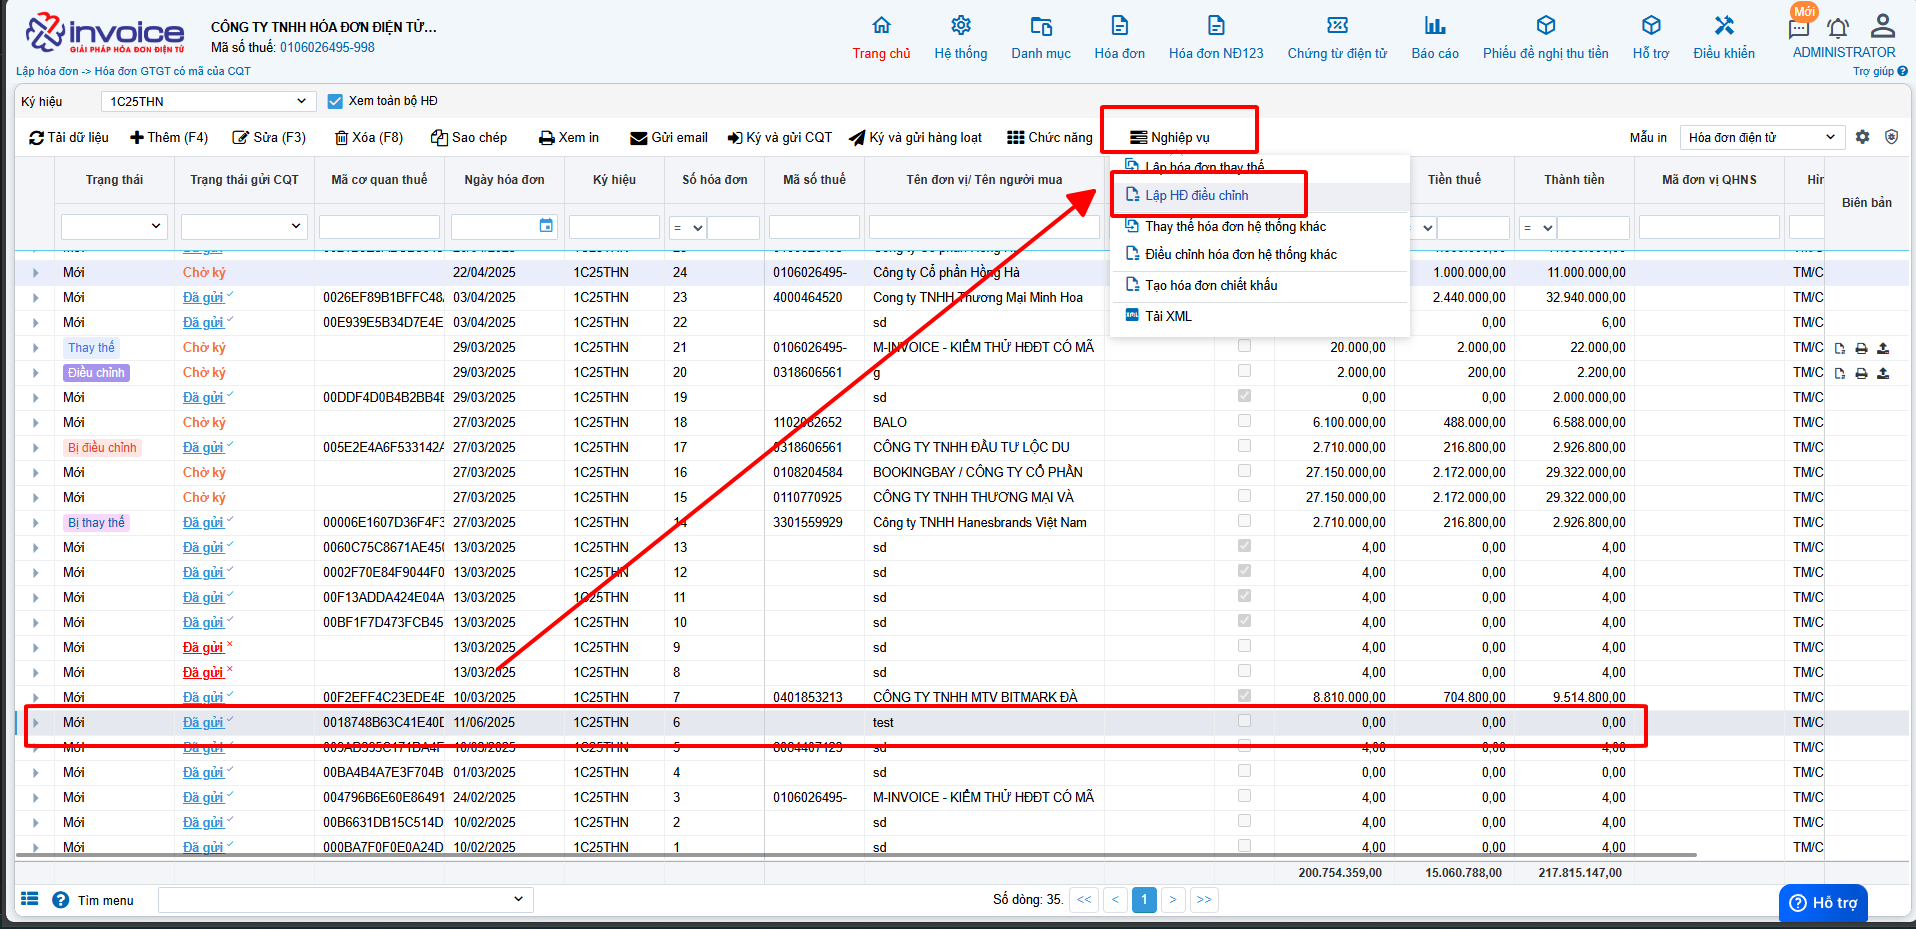 invoice
GIẢI PHÁP HÓA ĐƠN ĐIỆN TỬ
CÔNG TY TNHH HÓA ĐƠN ĐIỆN TỬ...
Mã số thuế: 0106026495-998
Trang chủ
Hệ thống
Danh mục
Hóa đơn
Hóa đơn NĐ123
Chứng từ điện tử
Báo cáo
Phiếu đề nghị thu tiền
Hỗ trợ
Điều khiển
Mới
ADMINISTRATOR
Lập hóa đơn -> Hóa đơn GTGT có mã của CQT
Trợ giúp
Ký hiệu 1C25THN Xem toàn bộ HĐ
Tải dữ liệu Thêm (F4) Sửa (F3) Xóa (F8) Sao chép Xem in Gửi email Ký và gửi CQT Ký và gửi hàng loạt Chức năng Nghiệp vụ Mẫu in Hóa đơn điện tử
Lập hóa đơn thay thế
Lập HĐ điều chỉnh
Thay thế hóa đơn hệ thống khác
Điều chỉnh hóa đơn hệ thống khác
Tạo hóa đơn chiết khấu
XML Tải XML
Trạng thái Trạng thái gửi CQT Mã cơ quan thuế Ngày hóa đơn Ký hiệu Số hóa đơn Mã số thuế Tên đơn vị/ Tên người mua Tiền thuế Thành tiền Mã đơn vị QHNS Hìn Biên bản
= =
Mới Chờ ký 22/04/2025 1C25THN 24 0106026495- Công ty Cổ phần Hồng Hà 1.000.000,00 11.000.000,00 TM/C
Mới Đã gửi 0026EF89B1BFFC48 03/04/2025 1C25THN 23 4000464520 Cong ty TNHH Thương Mại Minh Hoa 2.440.000,00 32.940.000,00 TM/C
Mới Đã gửi 00E939E5B34D7E4E 03/04/2025 1C25THN 22 sd 0,00 6,00 TM/C
Thay thế Chờ ký 29/03/2025 1C25THN 21 0106026495- M-INVOICE - KIỂM THỬ HĐĐT CÓ MÃ 20.000,00 2.000,00 22.000,00 TM/C
Điều chỉnh Chờ ký 29/03/2025 1C25THN 20 0318606561 g 2.000,00 200,00 2.200,00 TM/C
Mới Đã gửi 00DDF4D0B4B2BB4E 29/03/2025 1C25THN 19 sd 0,00 0,00 2.000.000,00 TM/C
Mới Chờ ký 27/03/2025 1C25THN 18 1102082652 BALO 6.100.000,00 488.000,00 6.588.000,00 TM/C
Bị điều chỉnh Đã gửi 005E2E4A6F533142A 27/03/2025 1C25THN 17 0318606561 CÔNG TY TNHH ĐẦU TƯ LỘC DU 2.710.000,00 216.800,00 2.926.800,00 TM/C
Mới Chờ ký 27/03/2025 1C25THN 16 0108204584 BOOKINGBAY / CÔNG TY CỔ PHẦN 27.150.000,00 2.172.000,00 29.322.000,00 TM/C
Mới Chờ ký 27/03/2025 1C25THN 15 0110770925 CÔNG TY TNHH THƯƠNG MẠI VÀ 27.150.000,00 2.172.000,00 29.322.000,00 TM/C
Bị thay thế Đã gửi 00006E1607D36F4F3 27/03/2025 1C25THN 14 3301559929 Công ty TNHH Hanesbrands Việt Nam 2.710.000,00 216.800,00 2.926.800,00 TM/C
Mới Đã gửi 0060C75C8671AE450 13/03/2025 1C25THN 13 sd 4,00 0,00 4,00 TM/C
Mới Đã gửi 0002F70E84F9044F0 13/03/2025 1C25THN 12 sd 4,00 0,00 4,00 TM/C
Mới Đã gửi 00F13ADDA424E04A 13/03/2025 1C25THN 11 sd 4,00 0,00 4,00 TM/C
Mới Đã gửi 00BF1F7D473FCB45 13/03/2025 1C25THN 10 sd 4,00 0,00 4,00 TM/C
Mới Đã gửi 13/03/2025 1C25THN 9 sd 4,00 0,00 4,00 TM/C
Mới Đã gửi 13/03/2025 1C25THN 8 sd 4,00 0,00 4,00 TM/C
Mới Đã gửi 00F2EFF4C23EDE4E 10/03/2025 1C25THN 7 0401853213 CÔNG TY TNHH MTV BITMARK ĐÀ 8.810.000,00 704.800,00 9.514.800,00 TM/C
Mới Đã gửi 0018748B63C41E40D 11/06/2025 1C25THN 6 test 0,00 0,00 0,00 TM/C
Mới Đã gửi 10/03/2025 1C25THN 5 sd 4,00 0,00 4,00 TM/C
Mới Đã gửi 00BA4B4A7E3F704B 01/03/2025 1C25THN 4 sd 0,00 0,00 0,00 TM/C
Mới Đã gửi 004796B6E60E86491 24/02/2025 1C25THN 3 0106026495- M-INVOICE - KIỂM THỬ HĐĐT CÓ MÃ 4,00 0,00 4,00 TM/C
Mới Đã gửi 00B6631DB15C514D 10/02/2025 1C25THN 2 sd 4,00 0,00 4,00 TM/C
Mới Đã gửi 000BA7F0F0E0A24D 10/02/2025 1C25THN 1 sd 4,00 0,00 4,00 TM/C
200.754.359,00 15.060.788,00 217.815.147,00
Tìm menu Số dòng: 35. << < 1 > >>
Hỗ trợ